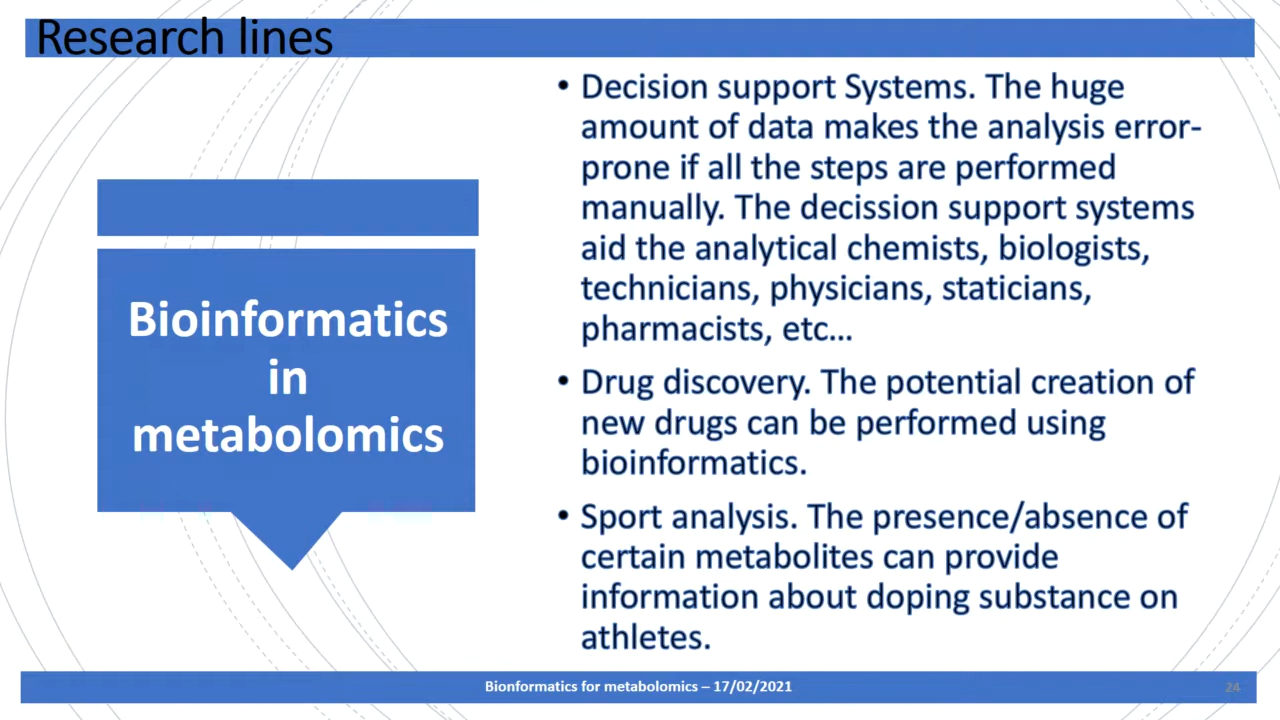 Research lines
Bioinformatics
in
metabolomics
• Decision support Systems. The huge
amount of data makes the analysis error-
prone if all the steps are performed
manually. The decission support systems
aid the analytical chemists, biologists,
technicians, physicians, staticians,
pharmacists, etc...
• Drug discovery. The potential creation of
new drugs can be performed using
bioinformatics.
• Sport analysis. The presence/absence of
certain metabolites can provide
information about doping substance on
athletes.
Bionformatics for metabolomics – 17/02/2021
24